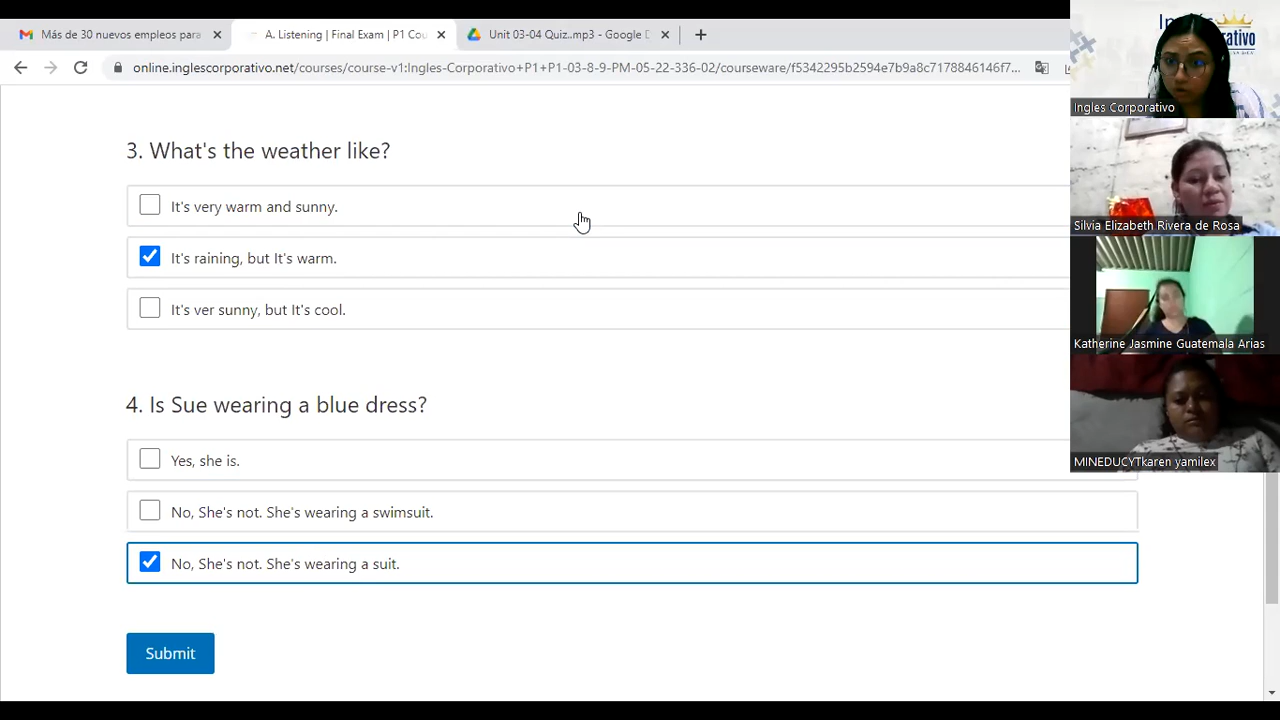 Más de 30 nuevos empleos para
A. Listening | Final Exam | P1 Cou
Unit 05-04 Quiz..mp3 - Google D
online.inglescorporativo.net/courses/course-v1:Ingles-Corporativo+P1+P1-03-8-9-PM-05-22-336-02/courseware/f3c42295b2594e7b9a8c7178846146f7...
3. What's the weather like?
It's very warm and sunny.
It's raining, but It's warm.
It's ver sunny, but It's cool.
4. Is Sue wearing a blue dress?
Yes, she is.
No, She's not. She's wearing a swimsuit.
No, She's not. She's wearing a suit.
Submit
Ingles Corporativo
Silvia Elizabeth Rivera de Rosa
Katherine Jasmine Guatemala Arias
MINEDUCYTkaren yamilex